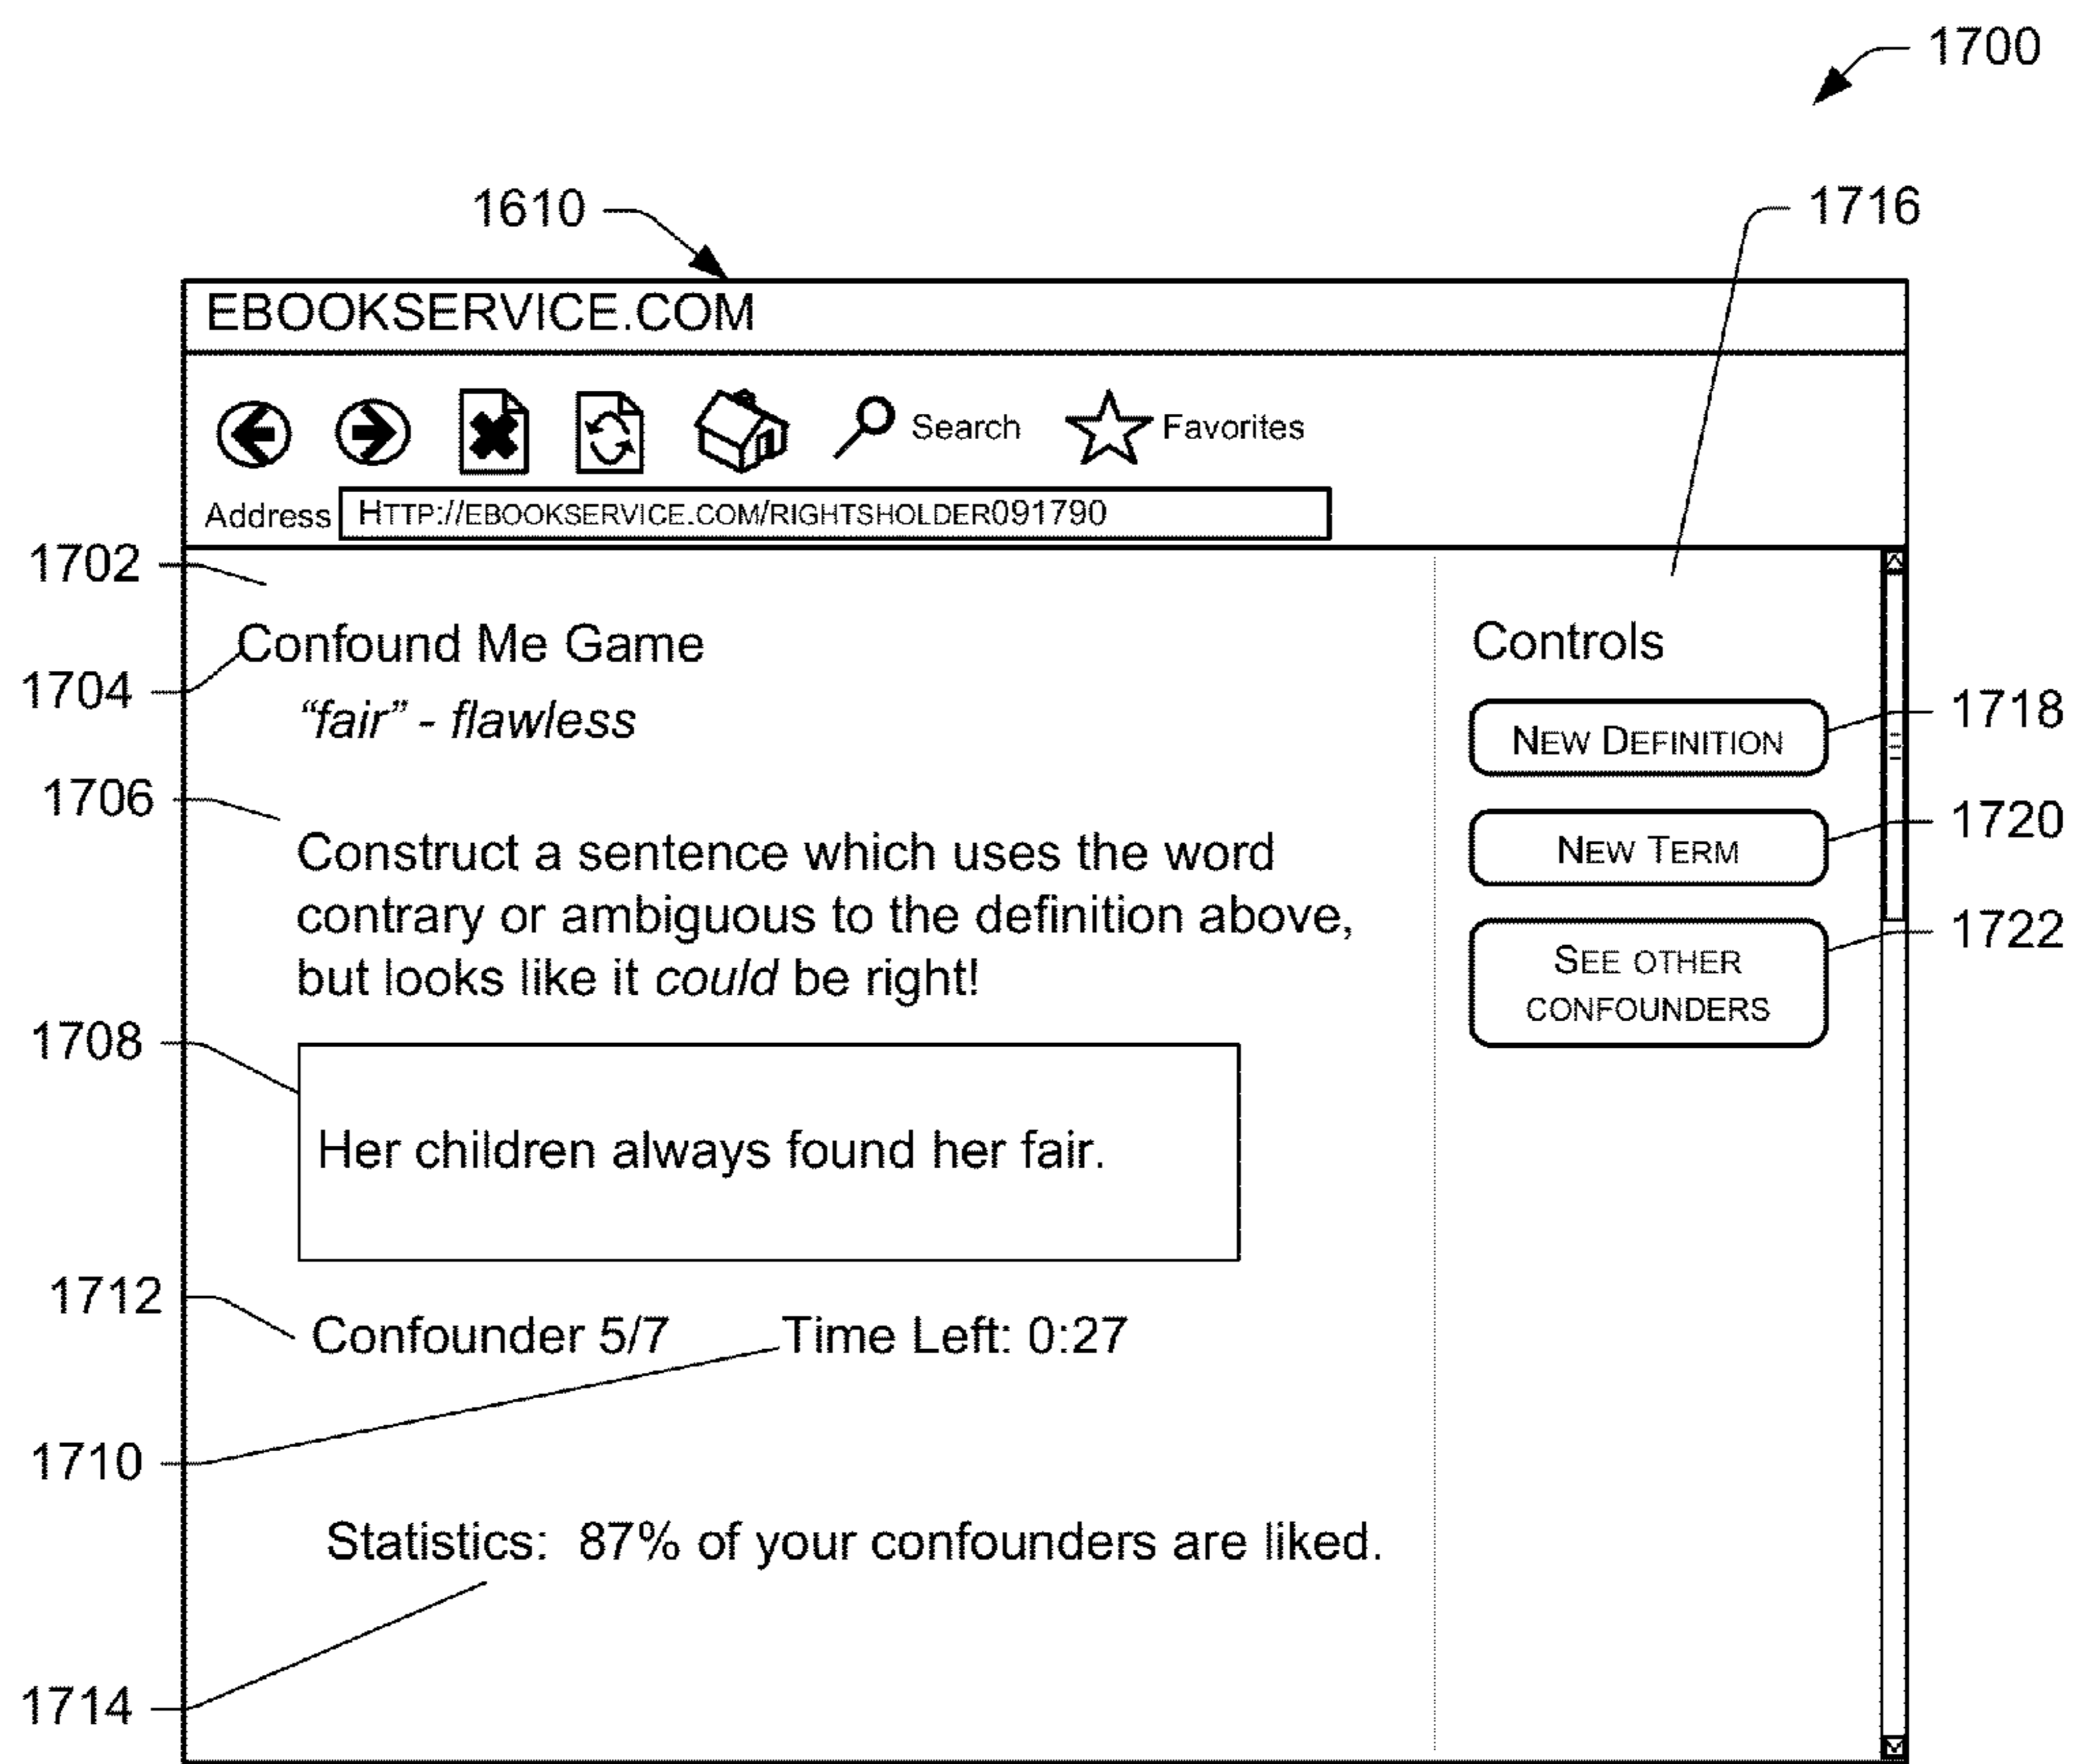 1700
1610
1716
EBOOKSERVICE.COM
Search
Favorites
Address HTTP://EBOOKSERVICE.COM/RIGHTSHOLDER091790
1702
Confound Me Game
Controls
1704
"fair" - flawless
1718
NEW DEFINITION
1706
1720
Construct a sentence which uses the word
NEW TERM
contrary or ambiguous to the definition above,
1722
but looks like it could be right!
SEE OTHER
CONFOUNDERS
1708
Her children always found her fair.
1712
Confounder 5/7 Time Left: 0:27
1710
Statistics: 87% of your confounders are liked.
1714